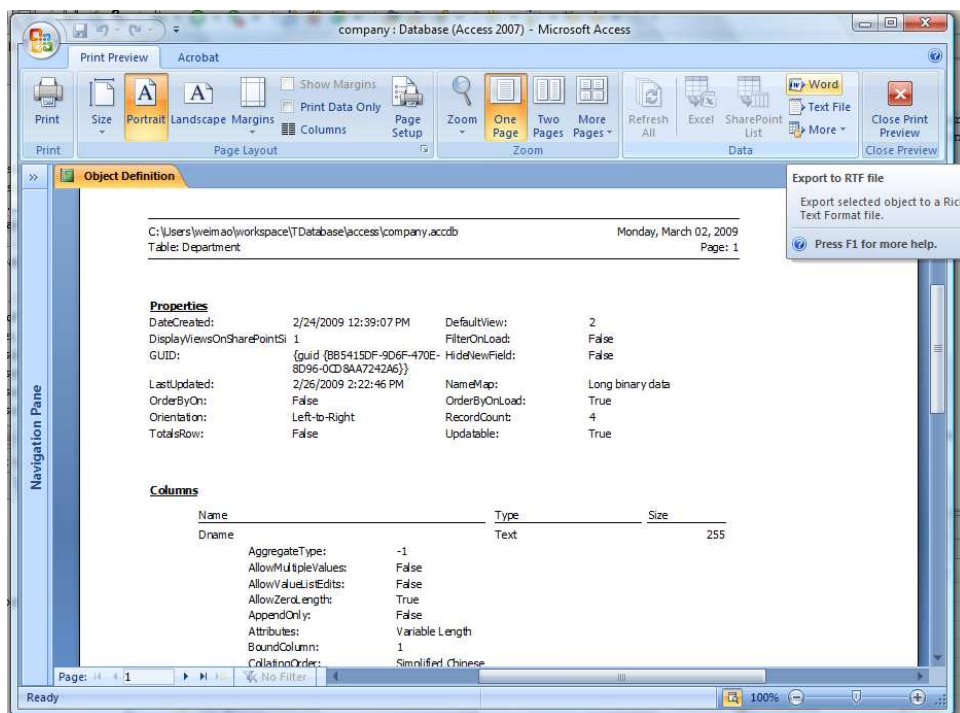 company : Database (Access 2007) - Microsoft Access
Print Preview Acrobat
Print
Size
Portrait
Landscape
Margins
Show Margins
Print Data Only
Columns
Page Setup
Zoom
One Page
Two Pages
More Pages
Refresh All
Excel
SharePoint List
Word
Text File
More
Close Print Preview
Print Page Layout Zoom Data Close Preview
Object Definition
Export to RTF file
Export selected object to a Ric
Text Format file.
Press F1 for more help.
C:\Users\weimao\workspace\TDatabase\access\company.accdb Monday, March 02, 2009
Table: Department Page: 1
Properties
DateCreated: 2/24/2009 12:39:07 PM DefaultView: 2
DisplayViewsOnSharePointSi 1 FilterOnLoad: False
GUID: {guid {BB5415DF-9D6F-470E- HideNewField: False
8D96-0CD8AA7242A6}}
LastUpdated: 2/26/2009 2:22:46 PM NameMap: Long binary data
OrderByOn: False OrderByOnLoad: True
Orientation: Left-to-Right RecordCount: 4
TotalsRow: False Updatable: True
Columns
Name Type Size
Dname Text 255
AggregateType: -1
AllowMultipleValues: False
AllowValueListEdits: False
AllowZeroLength: True
AppendOnly: False
Attributes: Variable Length
BoundColumn: 1
CollatingOrder: Simplified Chinese
Navigation Pane
Page: 1 No Filter
Ready 100%